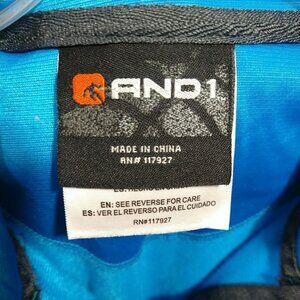 AND1
MADE IN CHINA
RN# 117927
EN: SEE REVERSE FOR CARE
ES: VER EL REVERSO PARA EL CUIDADO
RN#117927